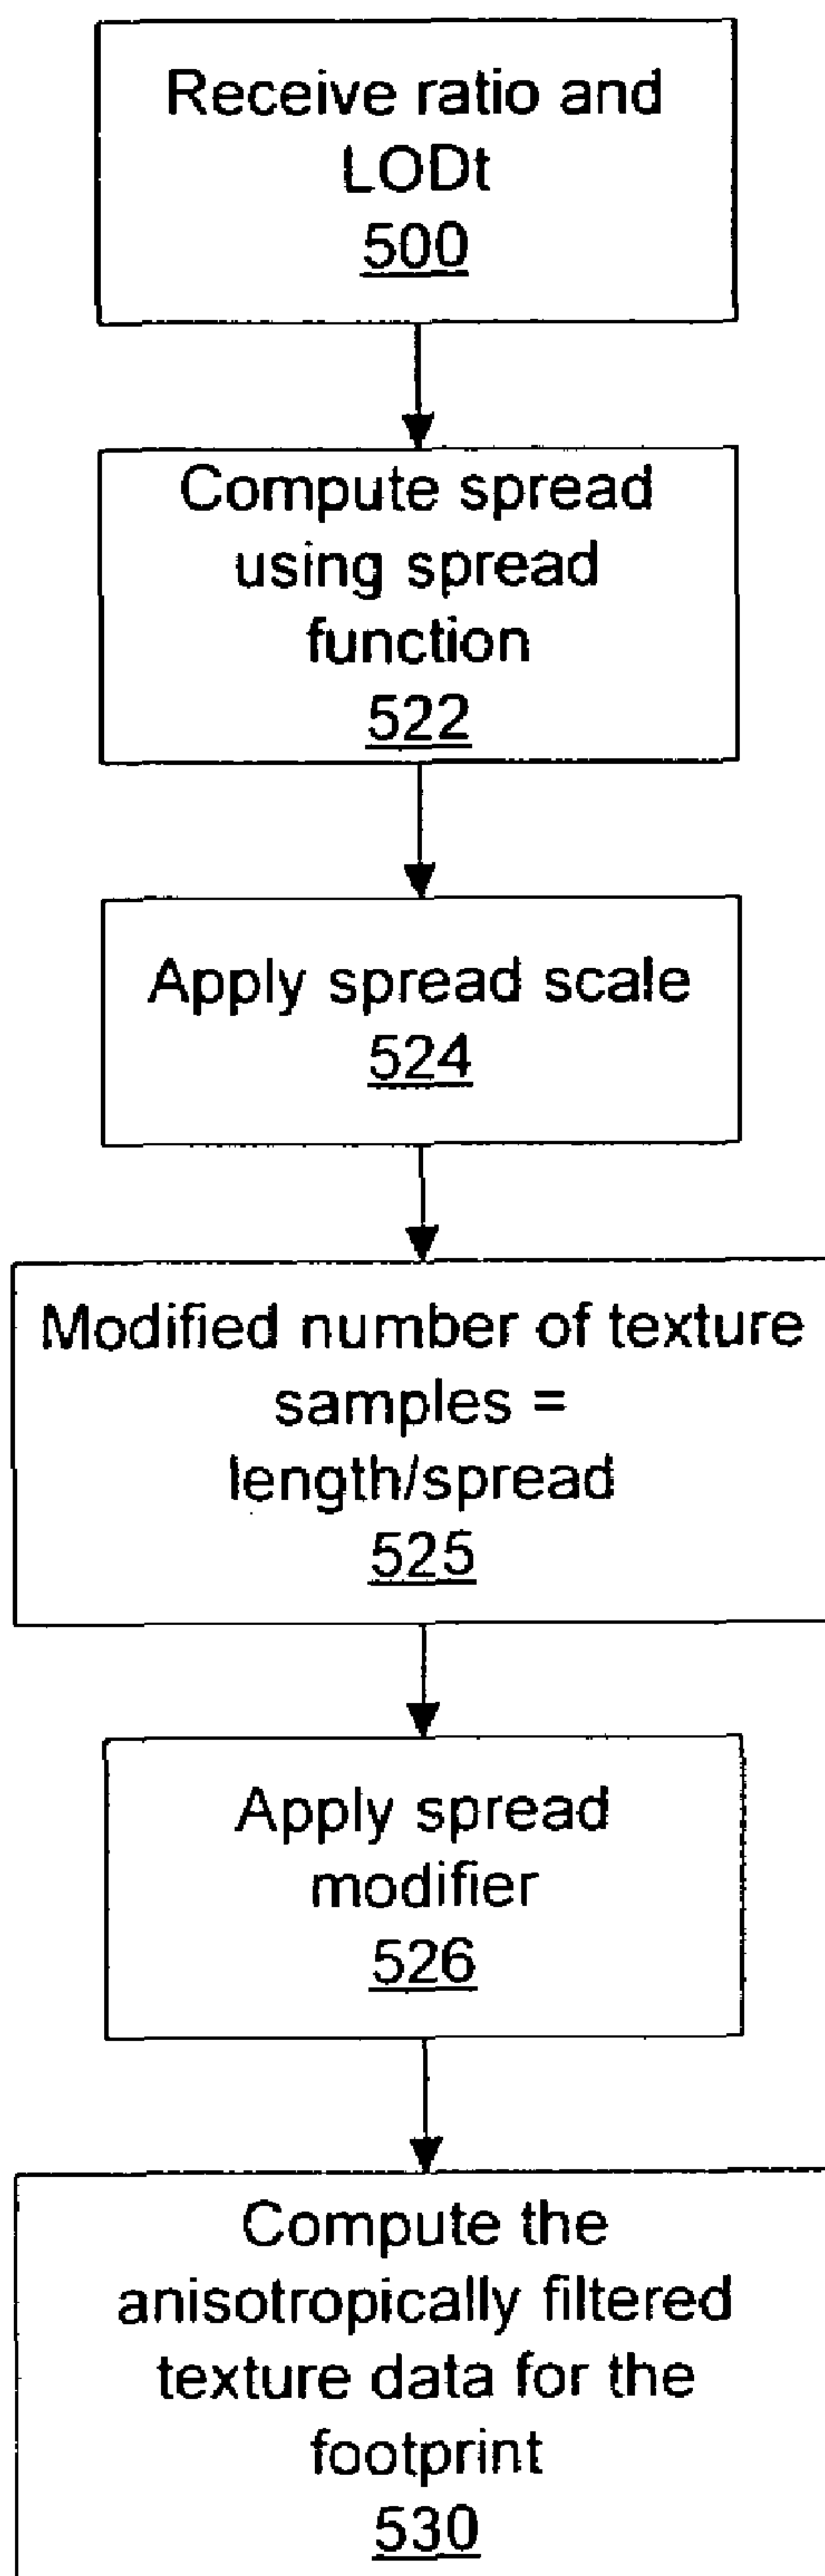 Receive ratio and
LODt
500
Compute spread
using spread
function
522
Apply spread scale
524
Modified number of texture
samples =
length/spread
525
Apply spread
modifier
526
Compute the
anisotropically filtered
texture data for the
footprint
530